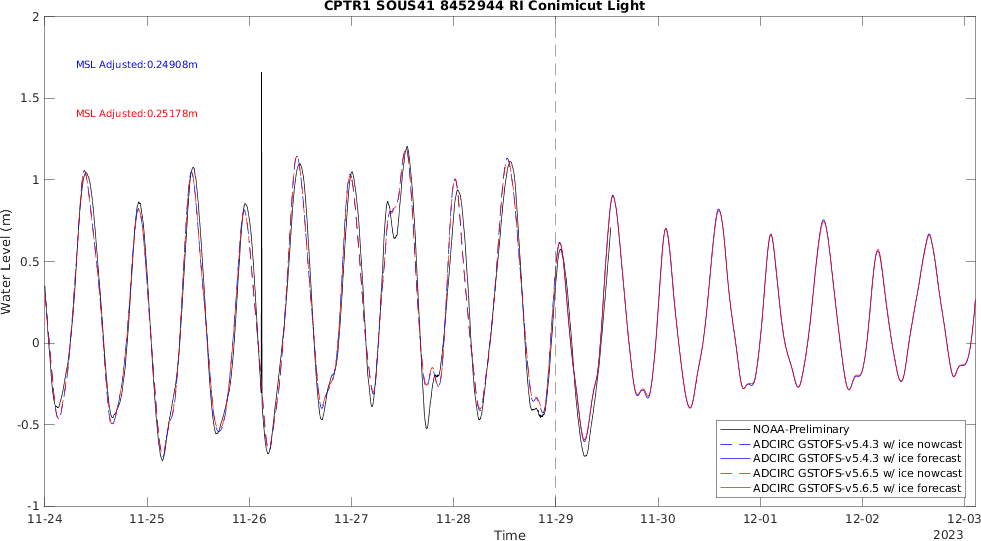 CPTR1 SOUS41 8452944 RI Conimicut Light
2
1.5
1
0.5
0
-0.5
-1
Water Level (m)
MSL Adjusted:0.24908m
MSL Adjusted:0.25178m
NOAA-Preliminary
ADCIRC GSTOFS-v5.4.3 w/ ice nowcast
ADCIRC GSTOFS-v5.4.3 w/ ice forecast
ADCIRC GSTOFS-v5.6.5 w/ ice nowcast
ADCIRC GSTOFS-v5.6.5 w/ ice forecast
11-24 11-25 11-26 11-27 11-28 11-29 11-30 12-01 12-02 12-03
2023
Time